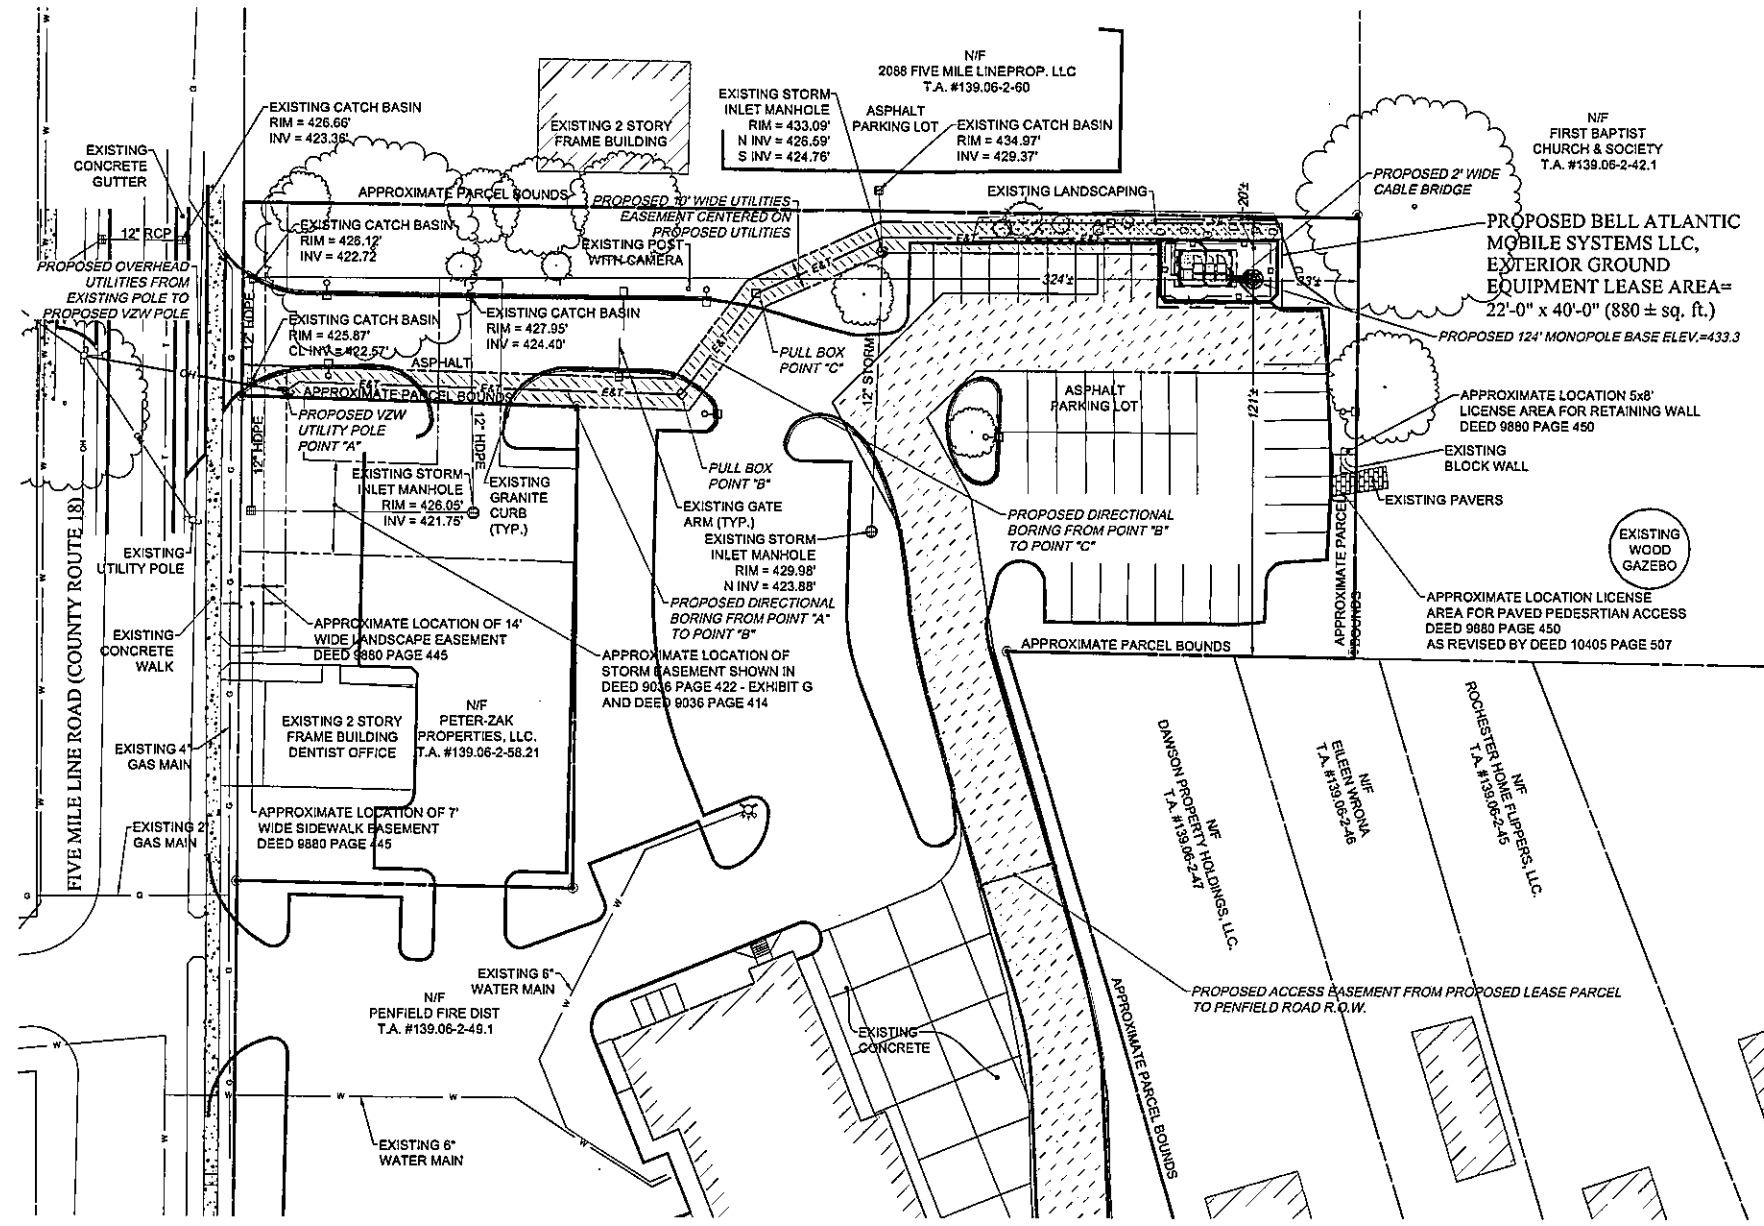 N/F
2088 FIVE MILE LINEPROP. LLC
T.A. #139.06-2-60
EXISTING CATCH BASIN
RIM = 426.66'
INV = 423.36'
EXISTING
CONCRETE
GUTTER
EXISTING 2 STORY
FRAME BUILDING
EXISTING STORM
INLET MANHOLE
RIM = 433.09'
N INV = 426.59'
S INV = 424.76'
ASPHALT
PARKING LOT
EXISTING CATCH BASIN
RIM = 434.97'
INV = 429.37'
N/F
FIRST BAPTIST
CHURCH & SOCIETY
T.A. #139.06-2-42.1
PROPOSED 2' WIDE
CABLE BRIDGE
APPROXIMATE PARCEL BOUNDS
PROPOSED 10' WIDE UTILITIES
EASEMENT CENTERED ON
PROPOSED UTILITIES
EXISTING LANDSCAPING
20'±
12" RCP
EXISTING CATCH BASIN
RIM = 426.12'
INV = 422.72
EXISTING POST
WITH CAMERA
PROPOSED BELL ATLANTIC
MOBILE SYSTEMS LLC,
EXTERIOR GROUND
EQUIPMENT LEASE AREA=
22'-0" x 40'-0" (880 ± sq. ft.)
PROPOSED OVERHEAD
UTILITIES FROM
EXISTING POLE TO
PROPOSED VZW POLE
E&T
E&T
E&T
324'±
33'±
12" HDPE
EXISTING CATCH BASIN
RIM = 425.87'
CL INV = 422.57'
EXISTING CATCH BASIN
RIM = 427.95'
INV = 424.40'
E&T
PULL BOX
POINT "C"
12" STORM
PROPOSED 124' MONOPOLE BASE ELEV.=433.3
ASPHALT
OH
E&T
E&T
E&T
APPROXIMATE PARCEL BOUNDS
ASPHALT
PARKING LOT
121'±
APPROXIMATE LOCATION 5x8'
LICENSE AREA FOR RETAINING WALL
DEED 9880 PAGE 450
PROPOSED VZW
UTILITY POLE
POINT "A"
12" HDPE
12" HDPE
OH
PULL BOX
POINT "B"
EXISTING
BLOCK WALL
EXISTING STORM
INLET MANHOLE
RIM = 426.05'
INV = 421.75'
EXISTING
GRANITE
CURB
(TYP.)
EXISTING PAVERS
EXISTING GATE
ARM (TYP.)
PROPOSED DIRECTIONAL
BORING FROM POINT "B"
TO POINT "C"
EXISTING STORM
INLET MANHOLE
RIM = 429.98'
N INV = 423.88'
EXISTING
WOOD
GAZEBO
EXISTING
UTILITY POLE
FIVE MILE LINE ROAD (COUNTY ROUTE 18)
PROPOSED DIRECTIONAL
BORING FROM POINT "A"
TO POINT "B"
APPROXIMATE PARCEL
BOUNDS
APPROXIMATE LOCATION LICENSE
AREA FOR PAVED PEDESRTIAN ACCESS
DEED 9880 PAGE 450
AS REVISED BY DEED 10405 PAGE 507
EXISTING
CONCRETE
WALK
APPROXIMATE LOCATION OF 14'
WIDE LANDSCAPE EASEMENT
DEED 9880 PAGE 445
APPROXIMATE PARCEL BOUNDS
APPROXIMATE LOCATION OF
STORM EASEMENT SHOWN IN
DEED 9036 PAGE 422 - EXHIBIT G
AND DEED 9036 PAGE 414
EXISTING 2 STORY
FRAME BUILDING
DENTIST OFFICE
N/F
PETER-ZAK
PROPERTIES, LLC.
T.A. #139.06-2-58.21
EXISTING 4"
GAS MAIN
N/F
DAWSON PROPERTY HOLDINGS, LLC.
T.A. #139.06-2-47
N/F
EILEEN WRONA
T.A. #139.06-2-46
N/F
ROCHESTER HOME FLIPPERS, LLC.
T.A. #139.06-2-45
EXISTING 2"
GAS MAIN
APPROXIMATE LOCATION OF 7'
WIDE SIDEWALK EASEMENT
DEED 9880 PAGE 445
EXISTING 6"
WATER MAIN
N/F
PENFIELD FIRE DIST
T.A. #139.06-2-49.1
PROPOSED ACCESS EASEMENT FROM PROPOSED LEASE PARCEL
TO PENFIELD ROAD R.O.W.
EXISTING
CONCRETE
APPROXIMATE PARCEL BOUNDS
EXISTING 6"
WATER MAIN